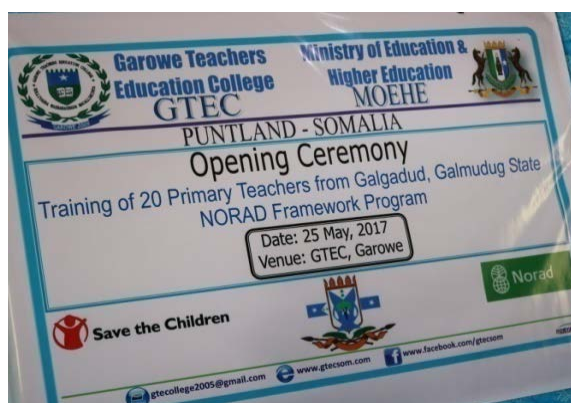 Garowe Teachers
Education College
GTEC
Ministry of Education &
Higher Education
MOEHE
PUNTLAND - SOMALIA
Opening Ceremony
Training of 20 Primary Teachers from Galgadud, Galmudug State
NORAD Framework Program
Date: 25 May, 2017
Venue: GTEC, Garowe
Save the Children
Norad
gtecollege2005@gmail.com
www.gtecsom.com
www.facebook.com/gtecsom